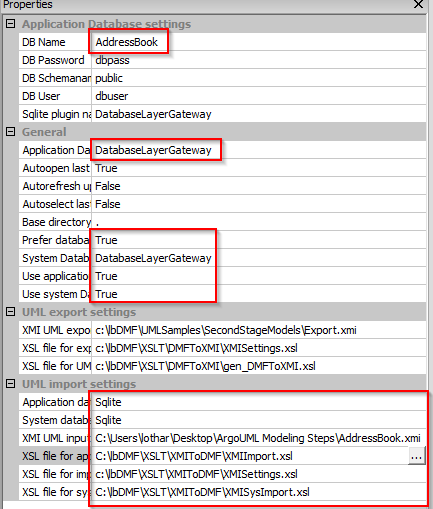 Properties
Application Database settings
DB Name AddressBook
DB Password dbpass
DB Schemanar public
DB User dbuser
Sqlite plugin na DatabaseLayerGateway
General
Application Da DatabaseLayerGateway
Autoopen last True
Autorefresh up False
Autoselect last False
Base directory .
Prefer databa True
System Datab DatabaseLayerGateway
Use application True
Use system Da True
UML export settings
XMI UML expor c:\lbDMF\UMLSamples\SecondStageModels\Export.xmi
XSL file for exp c:\lbDMF\XSLT\DMFToXMI\XMISettings.xsl
XSL file for UM c:\lbDMF\XSLT\DMFToXMI\gen_DMFToXMI.xsl
UML import settings
Application da Sqlite
System databa Sqlite
XMI UML input C:\Users\lothar\Desktop\ArgoUML Modeling Steps\AddressBook.xmi
XSL file for ap c:\lbDMF\XSLT\XMIToDMF\XMIImport.xsl ...
XSL file for imp c:\lbDMF\XSLT\XMIToDMF\XMISettings.xsl
XSL file for sys c:\lbDMF\XSLT\XMIToDMF\XMISysImport.xsl